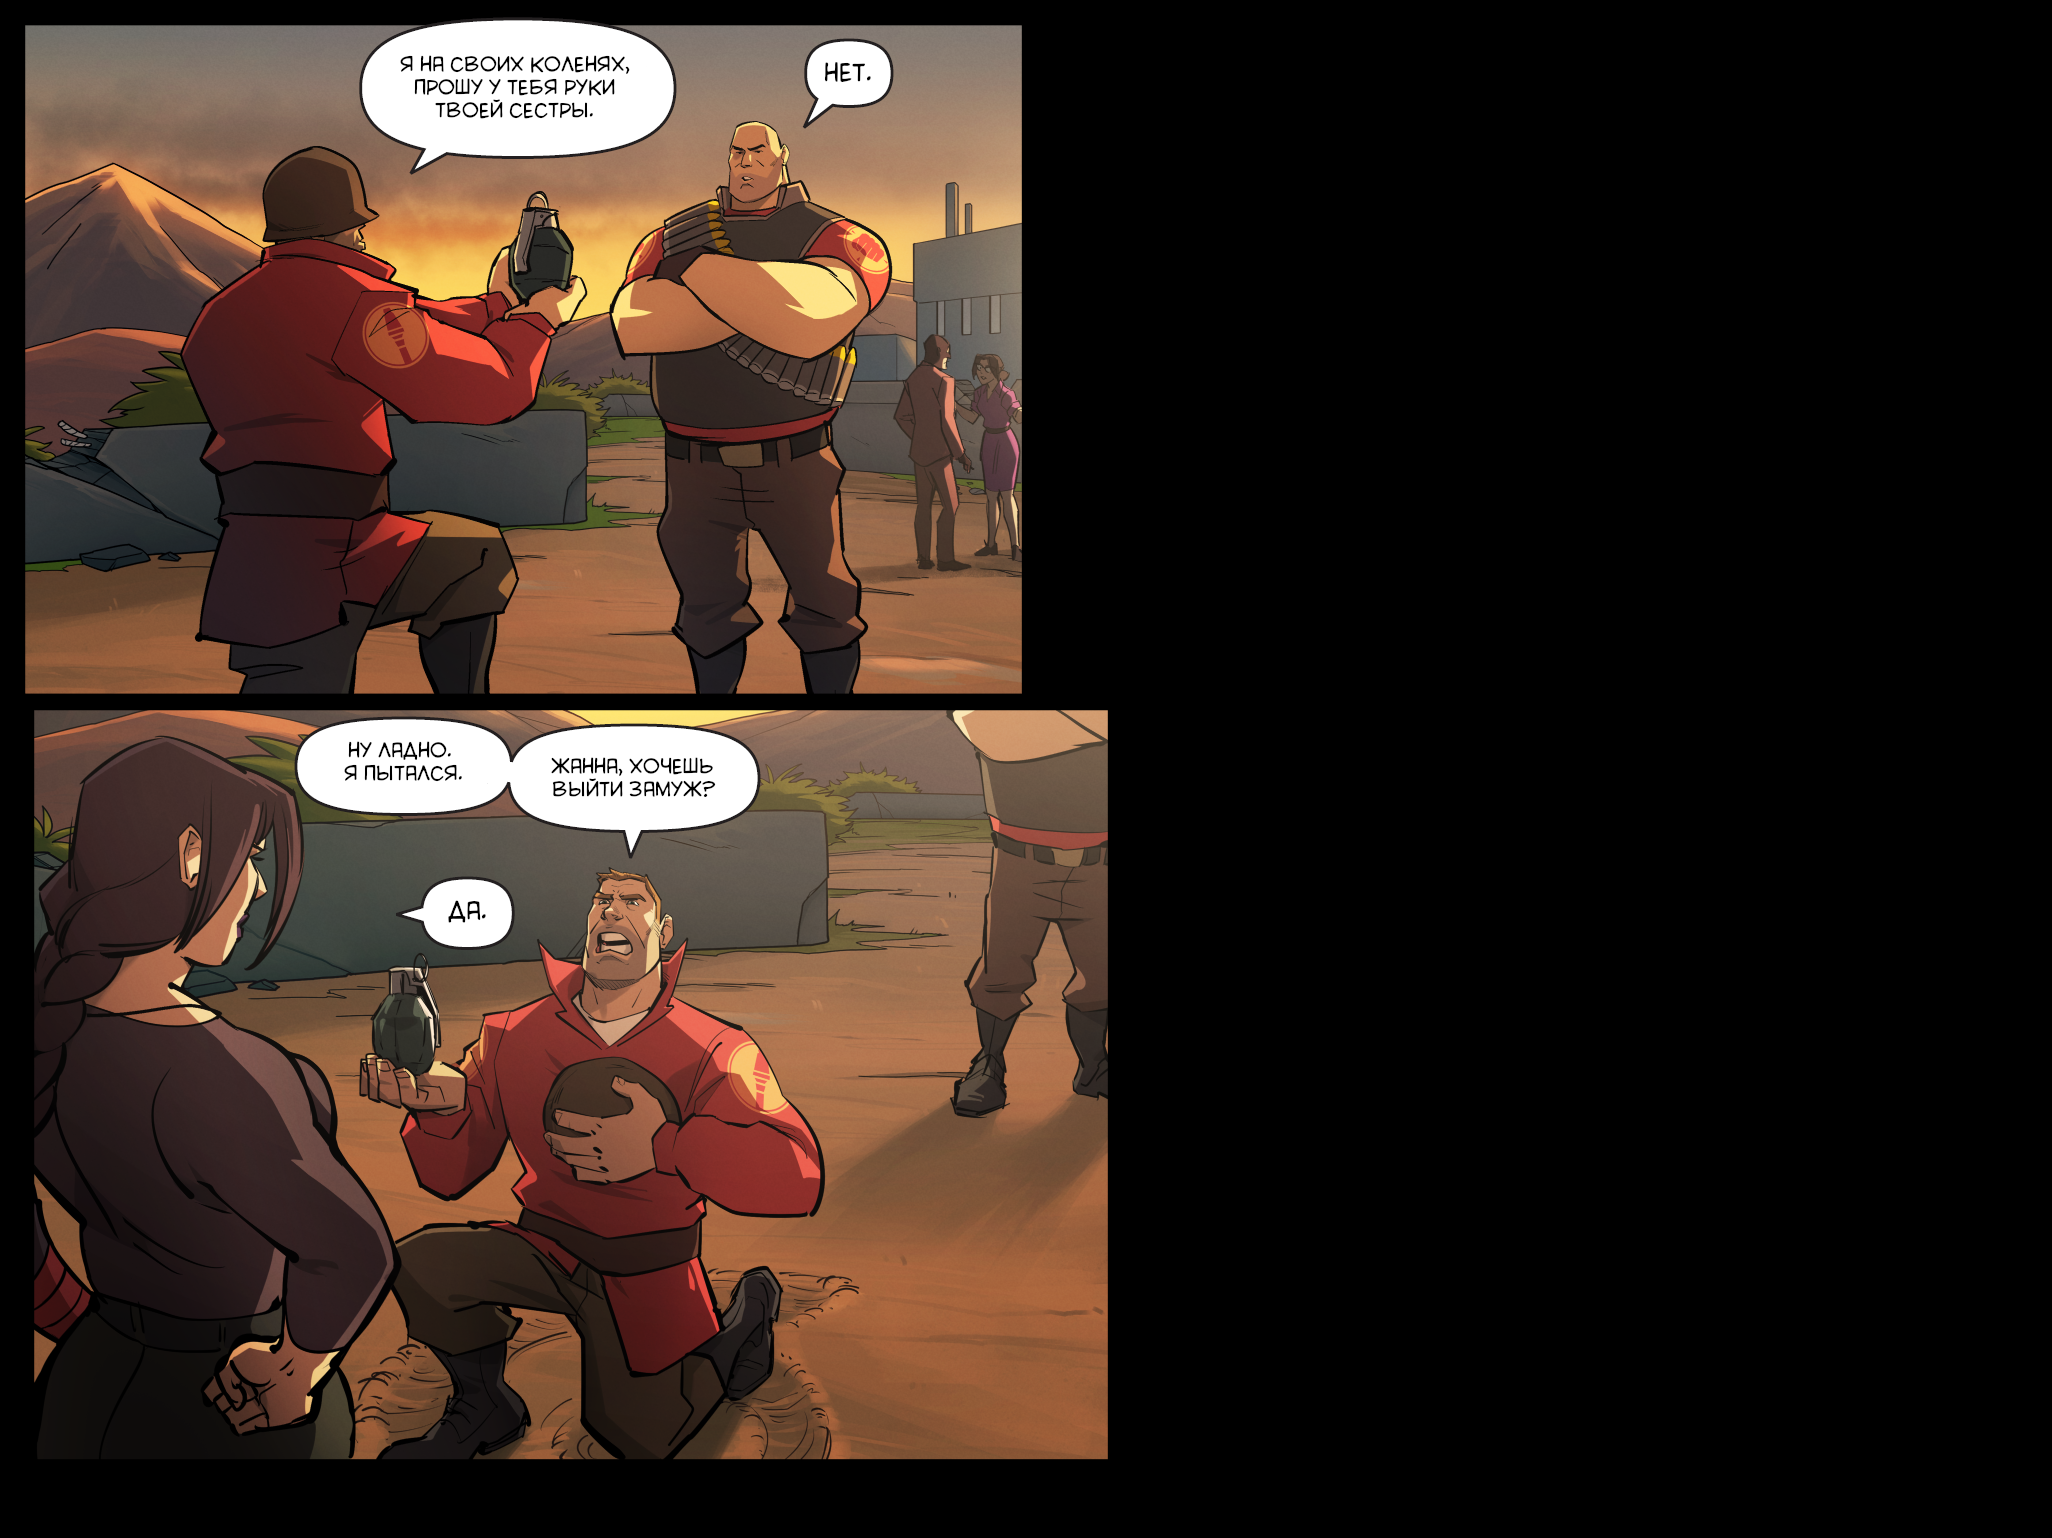 Я НА СВОИХ КОЛЕНЯХ,
ПРОШУ У ТЕБЯ РУКИ
ТВОЕЙ СЕСТРЫ.
НЕТ.
НУ ЛАДНО.
Я ПЫТАЛСЯ.
ЖАННА, ХОЧЕШЬ
ВЫЙТИ ЗАМУЖ?
ДА.